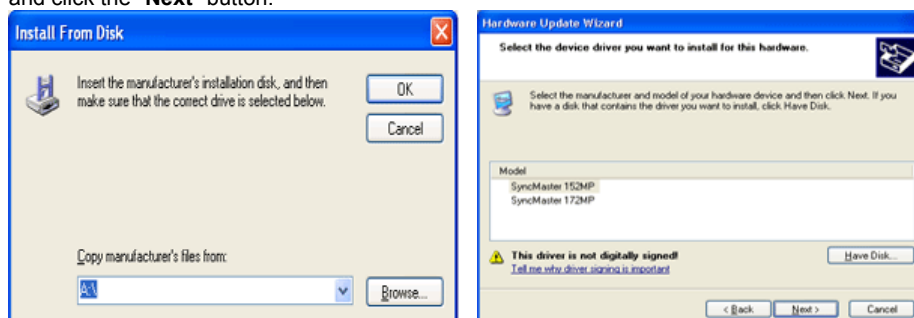 and click the "Next" button.
Install From Disk
Insert the manufacturer's installation disk, and then
make sure that the correct drive is selected below.
OK
Cancel
Copy manufacturer's files from:
A:\
Browse...
Hardware Update Wizard
Select the device driver you want to install for this hardware.
Select the manufacturer and model of your hardware device and then click Next. If you
have a disk that contains the driver you want to install, click Have Disk.
Model
SyncMaster 152MP
SyncMaster 172MP
This driver is not digitally signed!
Tell me why driver signing is important
Have Disk...
< Back
Next >
Cancel